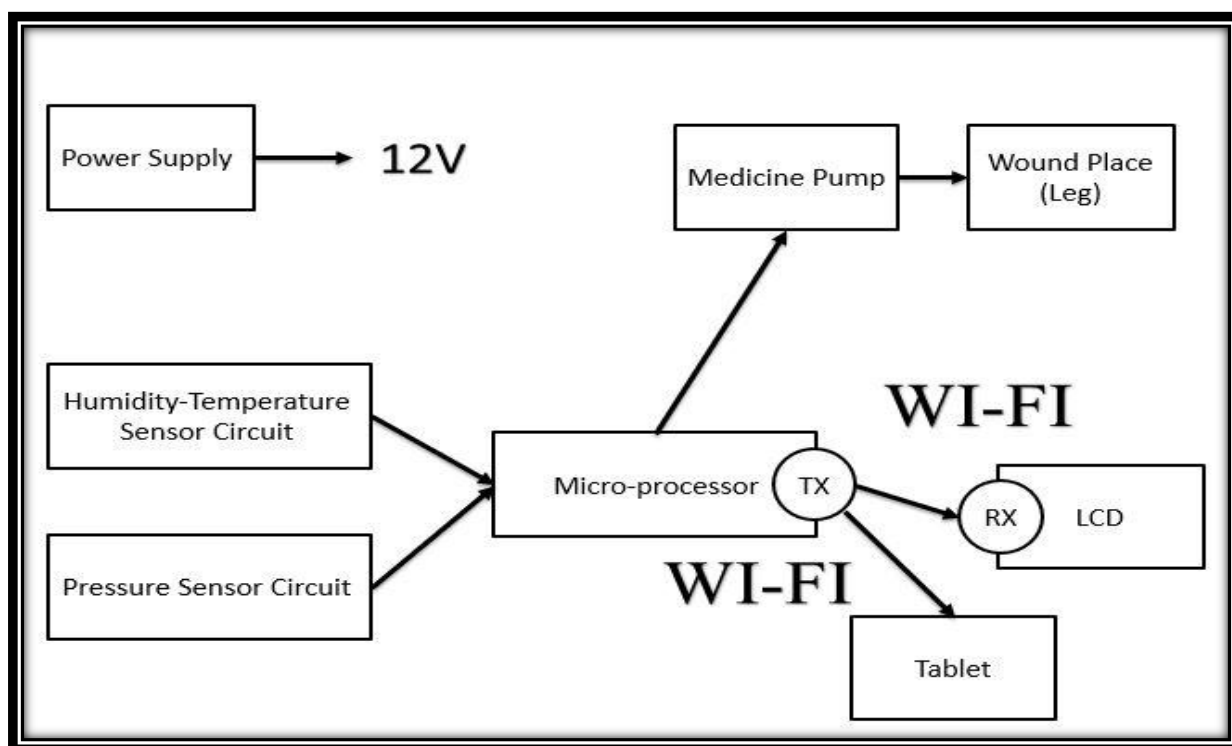 Power Supply
12V
Medicine Pump
Wound Place
(Leg)
Humidity-Temperature
Sensor Circuit
WI-FI
Micro-processor
TX
RX
LCD
Pressure Sensor Circuit
WI-FI
Tablet